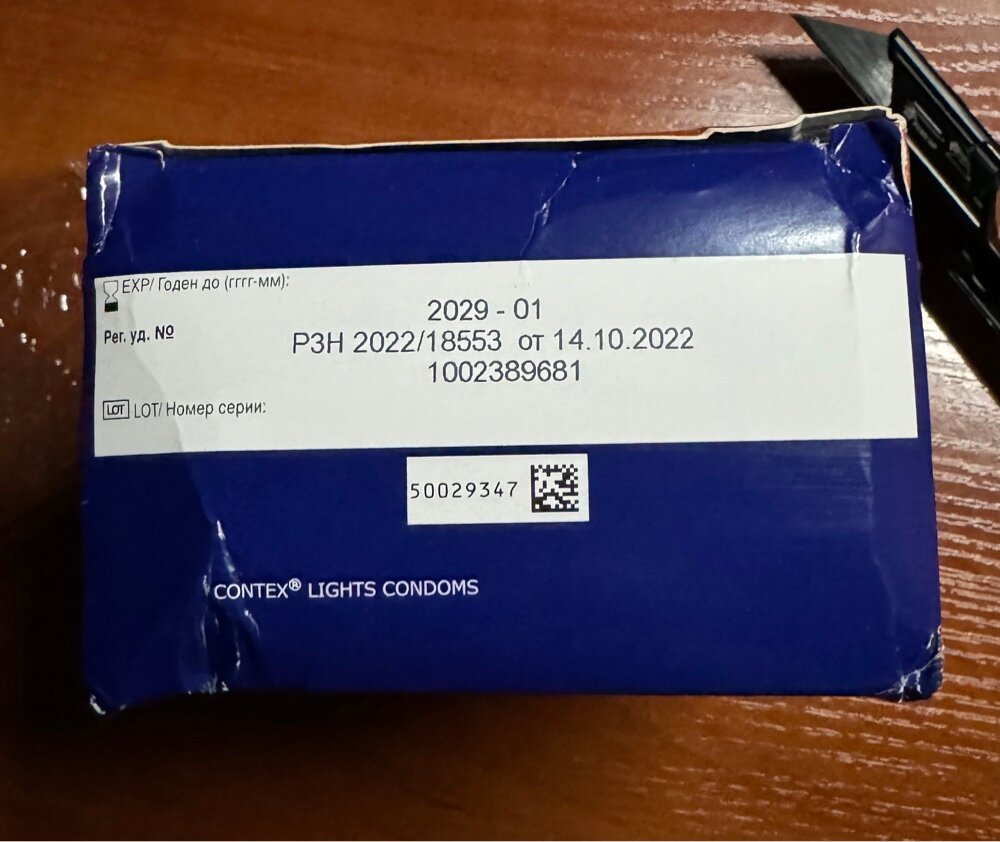 EXP/ Годен до (гггг-мм):
2029 - 01
Рег. уд. №
РЗН 2022/18553 от 14.10.2022
1002389681
LOT LOT/ Номер серии:
50029347
CONTEX® LIGHTS CONDOMS